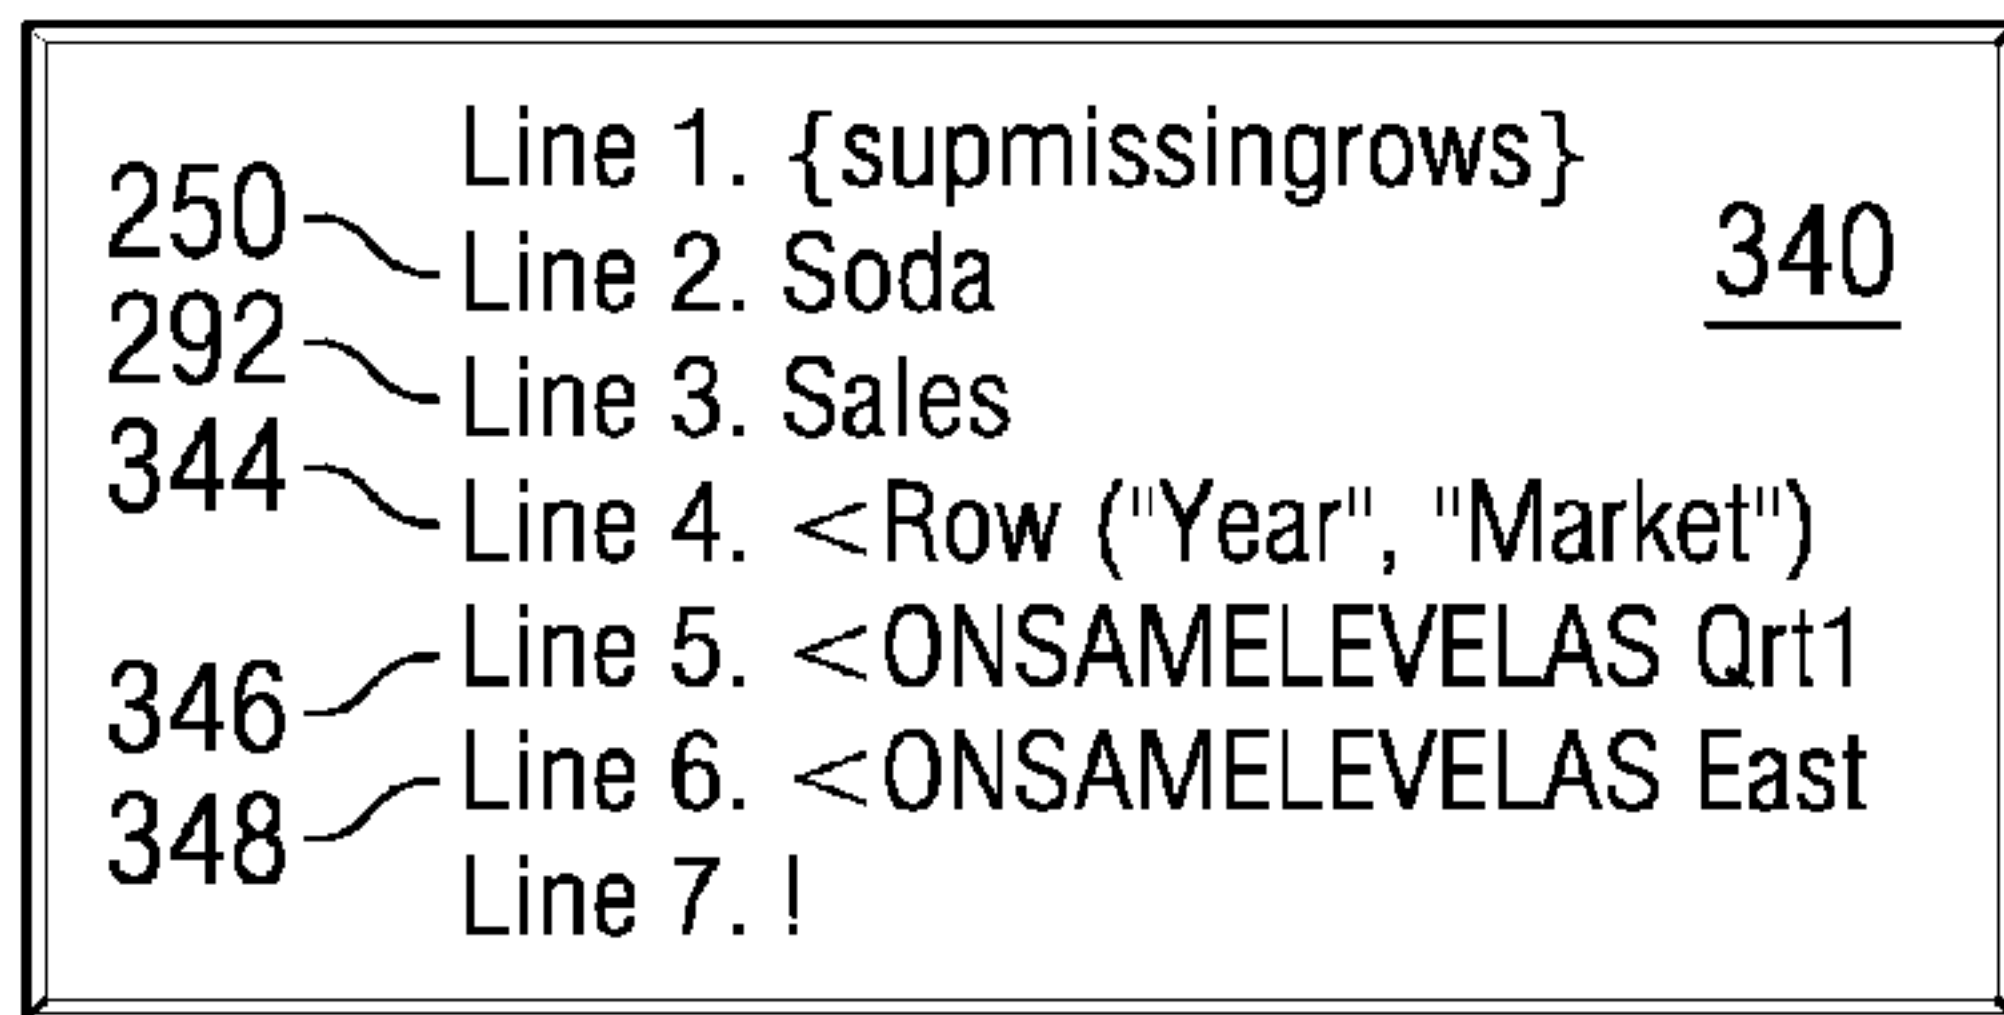 Line 1. {supmissingrows}
250 Line 2. Soda
340
292 Line 3. Sales
344 Line 4. <Row ("Year", "Market")
346 Line 5. <ONSAMELEVELAS Qrt1
348 Line 6. <ONSAMELEVELAS East
Line 7. !